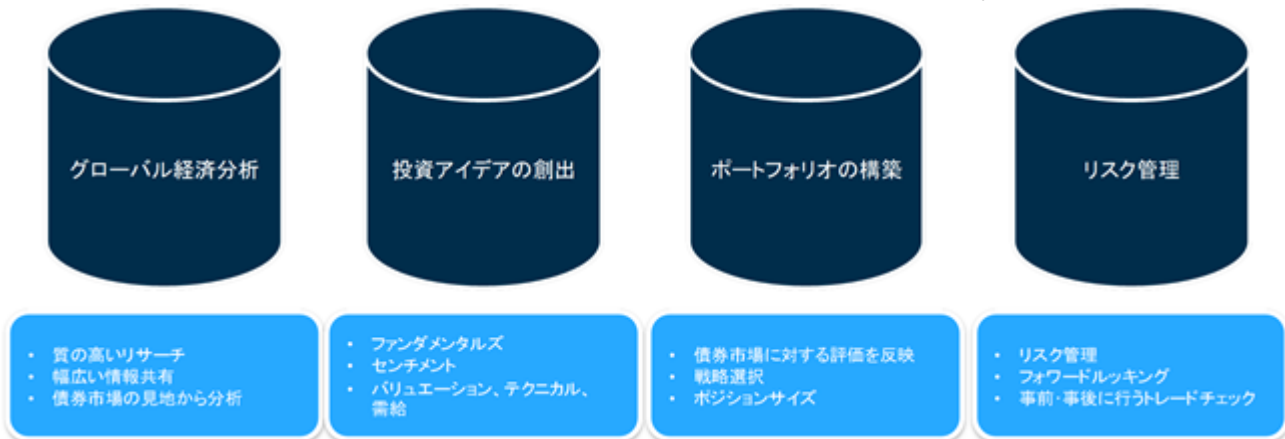 グローバル経済分析
投資アイデアの創出
ポートフォリオの構築
リスク管理
• 質の高いリサーチ
• 幅広い情報共有
• 債券市場の見地から分析
• ファンダメンタルズ
• センチメント
• バリュエーション、テクニカル、
需給
• 債券市場に対する評価を反映
• 戦略選択
• ポジションサイズ
• リスク管理
• フォワードルッキング
• 事前・事後に行うトレードチェック